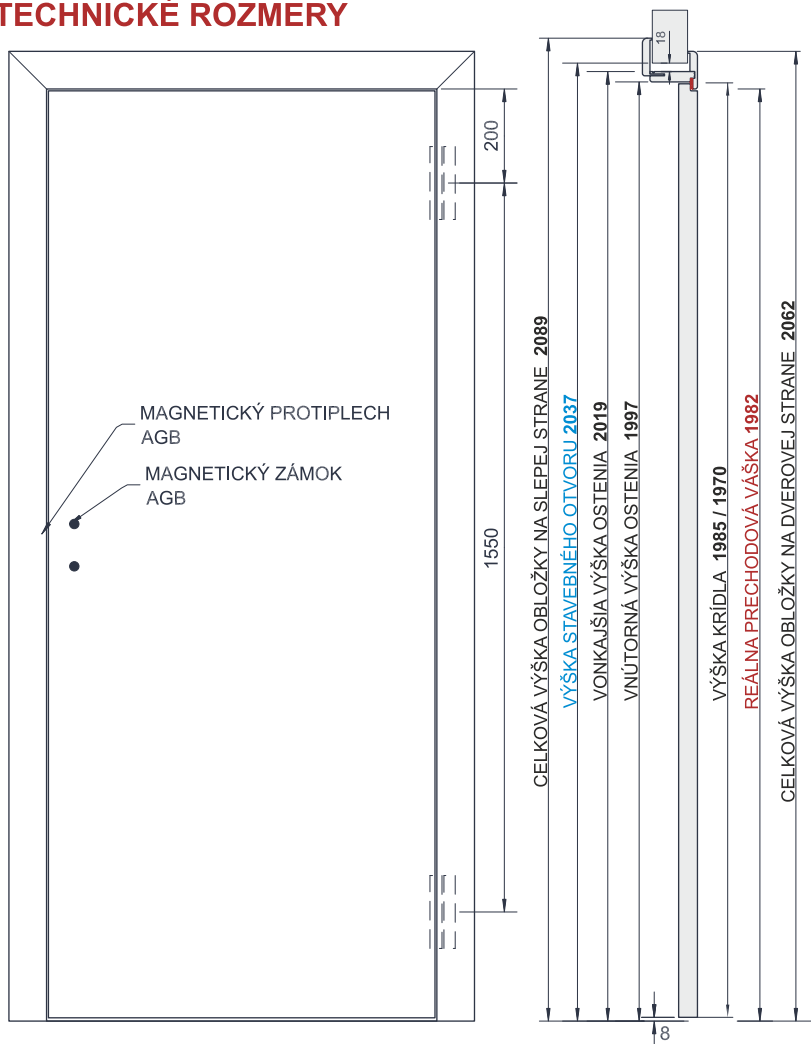 TECHNICKÉ ROZMERY
18
200
MAGNETICKÝ PROTIPLECH
AGB
MAGNETICKÝ ZÁMOK
AGB
1550
CELKOVÁ VÝŠKA OBLOŽKY NA SLEPEJ STRANE 2089
VÝŠKA STAVEBNÉHO OTVORU 2037
VONKAJŠIA VÝŠKA OSTENIA 2019
VNÚTORNÁ VÝŠKA OSTENIA 1997
VÝŠKA KRÍDLA 1985 / 1970
REÁLNA PRECHODOVÁ VÁŠKA 1982
CELKOVÁ VÝŠKA OBLOŽKY NA DVEROVEJ STRANE 2062
8